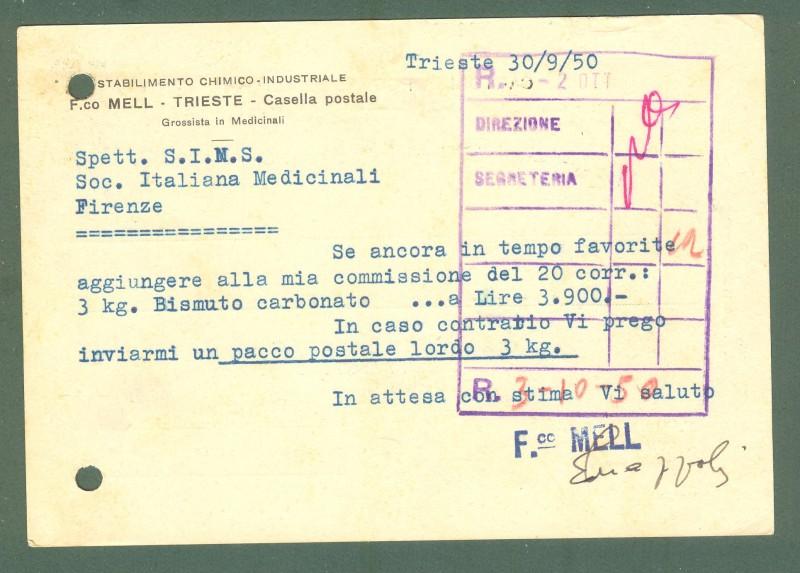 Trieste 30/9/50
STABILIMENTO CHIMICO-INDUSTRIALE
F.co MELL - TRIESTE - Casella postale
Grossista in Medicinali
R. - 2 OTT
DIREZIONE
SEGRETERIA
Spett. S.I.M.S.
Soc. Italiana Medicinali
Firenze
================
Se ancora in tempo favorite
aggiungere alla mia commissione del 20 corr.:
3 kg. Bismuto carbonato ...a Lire 3.900.-
In caso contrario Vi prego
inviarmi un pacco postale lordo 3 kg.
R. 3-10-50
In attesa con stima Vi saluto
F.co MELL